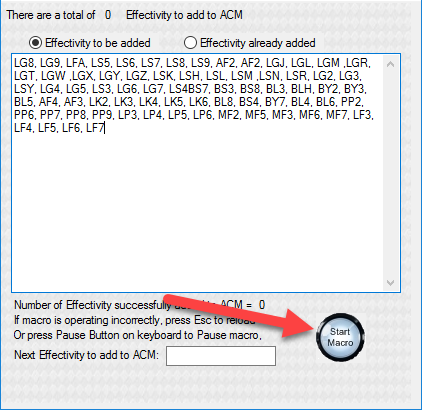 There are a total of 0 Effectivity to add to ACM
Effectivity to be added Effectivity already added
LG8, LG9, LFA, LS5, LS6, LS7, LS8, LS9, AF2, AF2, LGJ, LGL, LGM ,LGR,
LGT, LGW ,LGX, LGY, LGZ, LSK, LSH, LSL, LSM ,LSN, LSR, LG2, LG3,
LSY, LG4, LG5, LS3, LG6, LG7, LS4BS7, BS3, BS8, BL3, BLH, BY2, BY3,
BL5, AF4, AF3, LK2, LK3, LK4, LK5, LK6, BL8, BS4, BY7, BL4, BL6, PP2,
PP6, PP7, PP8, PP9, LP3, LP4, LP5, LP6, MF2, MF5, MF3, MF6, MF7, LF3,
LF4, LF5, LF6, LF7
Number of Effectivity successfully to ACM = 0
If macro is operating incorrectly, press Esc to reload
Or press Pause Button on keyboard to Pause macro,
Next Effectivity to add to ACM:
Start
Macro